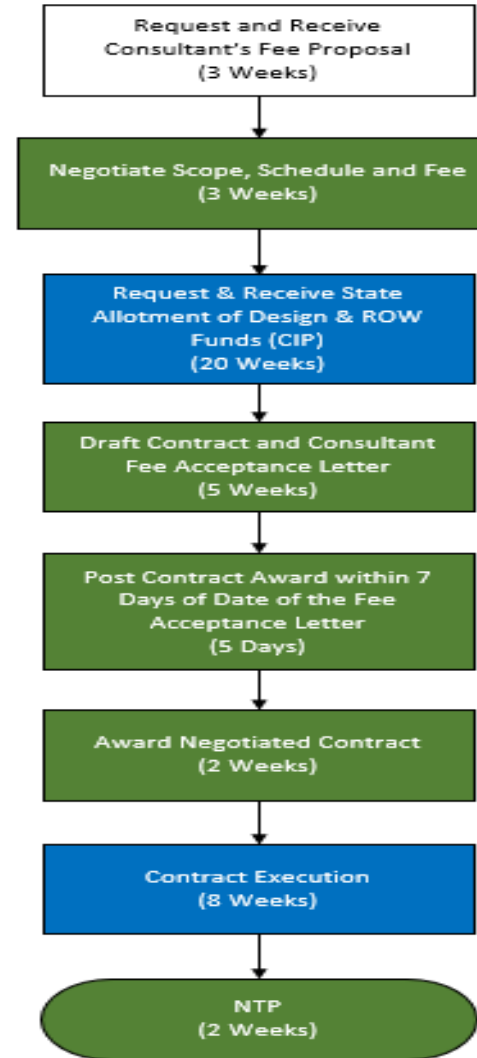 Request and Receive
Consultant's Fee Proposal
(3 Weeks)
Negotiate Scope, Schedule and Fee
(3 Weeks)
Request & Receive State
Allotment of Design & ROW
Funds (CIP)
(20 Weeks)
Draft Contract and Consultant
Fee Acceptance Letter
(5 Weeks)
Post Contract Award within 7
Days of Date of the Fee
Acceptance Letter
(5 Days)
Award Negotiated Contract
(2 Weeks)
Contract Execution
(8 Weeks)
NTP
(2 Weeks)